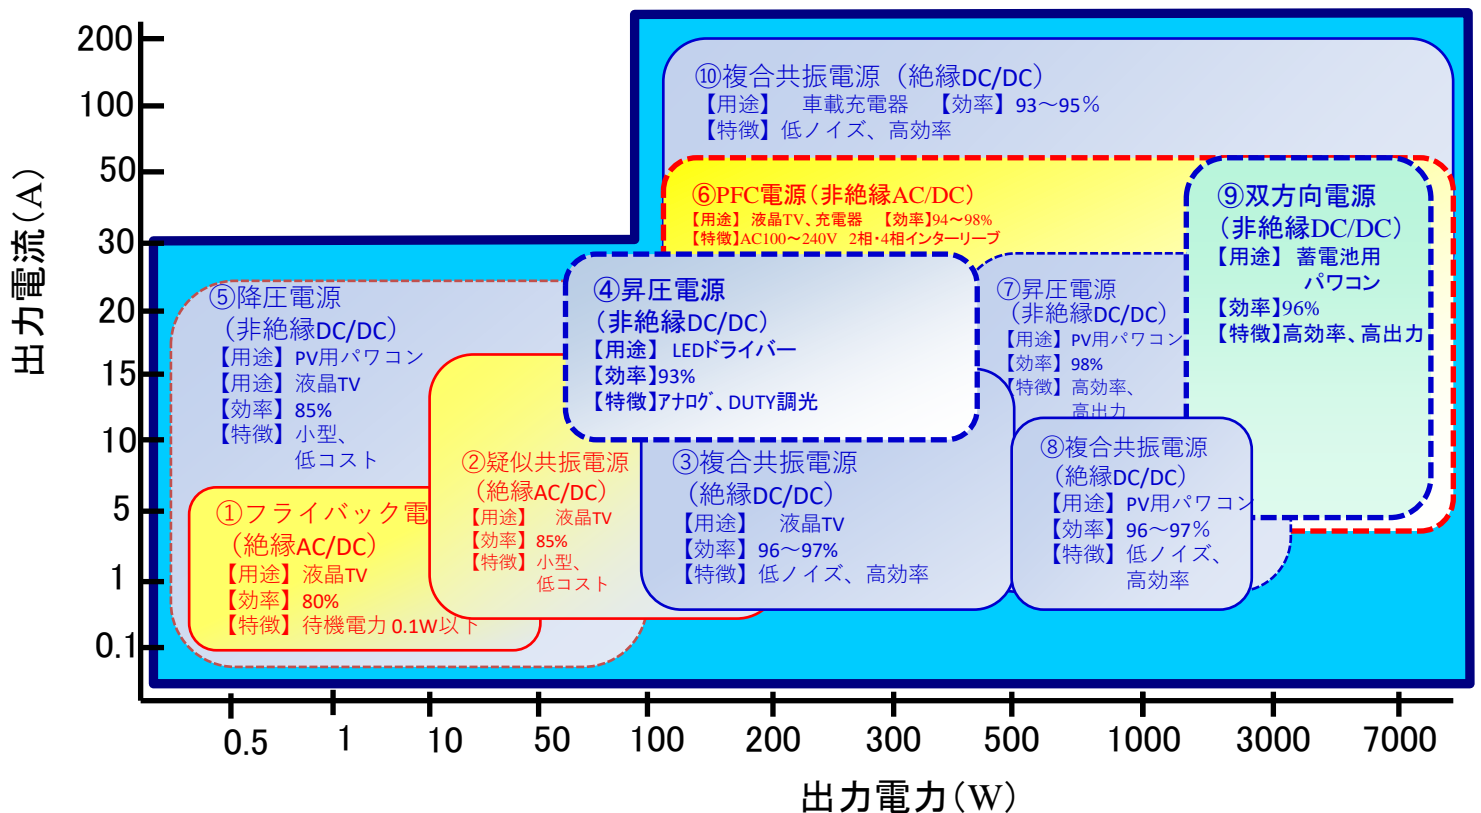 出力電流(A)
200
100
50
30
20
15
10
5
1
0.1
⑩複合共振電源（絶縁DC/DC）
【用途】　車載充電器　【効率】93～95%
【特徴】低ノイズ、高効率
⑥PFC電源(非絶縁AC/DC)
【用途】液晶TV、充電器　【効率】94～98%
【特徴】AC100～240V　2相・4相インターリーブ
⑨双方向電源
(非絶縁DC/DC)
【用途】 蓄電池用
パワコン
【効率】96%
【特徴】高効率、高出力
⑤降圧電源
(非絶縁DC/DC)
【用途】PV用パワコン
【用途】液晶TV
【効率】85%
【特徴】小型、
低コスト
④昇圧電源
(非絶縁DC/DC)
【用途】 LEDドライバー
【効率】93%
【特徴】アナログ、DUTY調光
⑦昇圧電源
(非絶縁DC/DC)
【用途】PV用パワコン
【効率】98%
【特徴】高効率、
高出力
①フライバック電
(絶縁AC/DC)
【用途】液晶TV
【効率】80%
【特徴】待機電力 0.1W以下
②疑似共振電源
(絶縁AC/DC)
【用途】　液晶TV
【効率】85%
【特徴】小型、
低コスト
③複合共振電源
(絶縁DC/DC)
【用途】　液晶TV
【効率】96～97%
【特徴】低ノイズ、高効率
⑧複合共振電源
(絶縁DC/DC)
【用途】PV用パワコン
【効率】96～97%
【特徴】低ノイズ、
高効率
0.5 1 10 50 100 200 300 500 1000 3000 7000
出力電力(W)